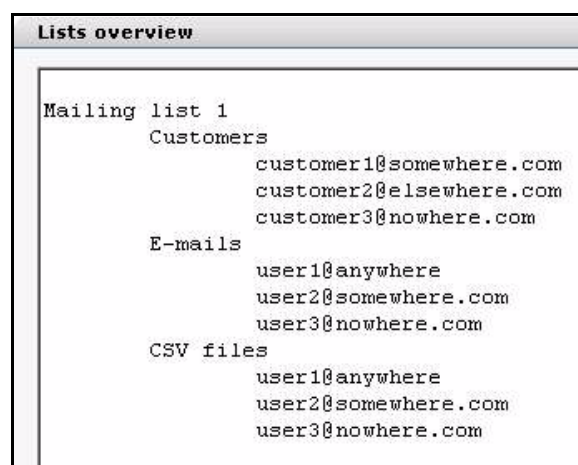 Lists overview
Mailing list 1
Customers
customer1@somewhere.com
customer2@elsewhere.com
customer3@nowhere.com
E-mails
user1@anywhere
user2@somewhere.com
user3@nowhere.com
CSV files
user1@anywhere
user2@somewhere.com
user3@nowhere.com